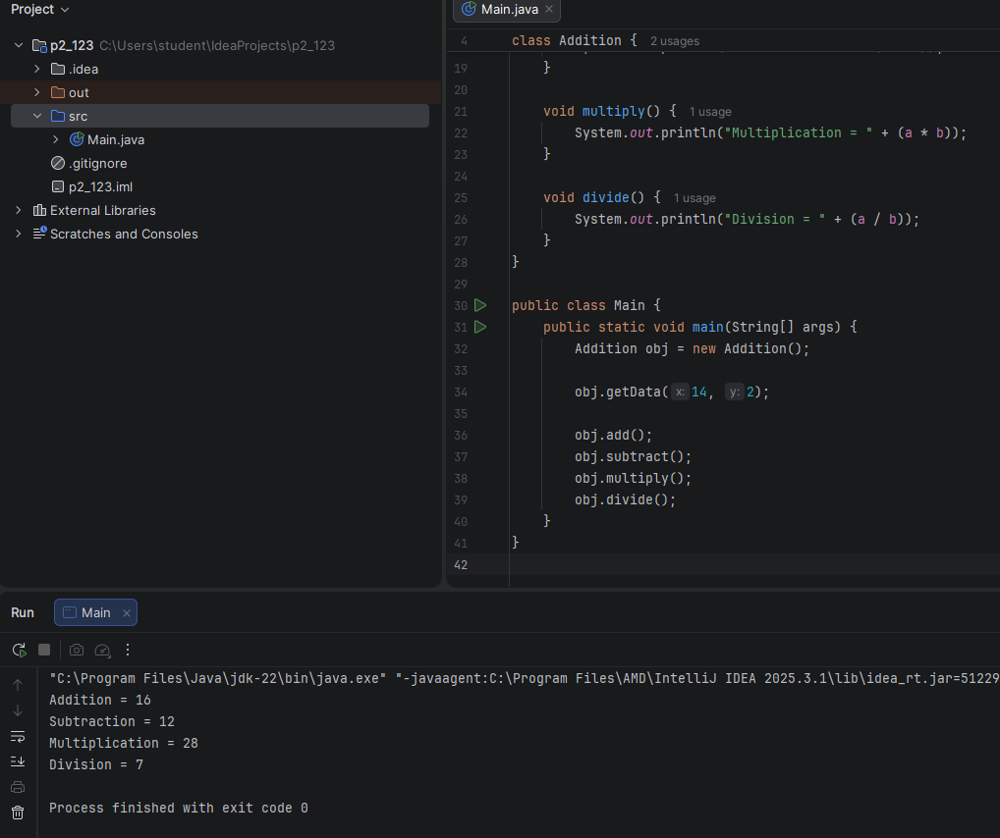 Project
p2_123 C:\Users\student\IdeaProjects\p2_123
.idea
out
src
Main.java
.gitignore
p2_123.iml
External Libraries
Scratches and Consoles
Main.java
4 class Addition { 2 usages
19 }
20
21 void multiply() { 1 usage
22 System.out.println("Multiplication = " + (a * b));
23 }
24
25 void divide() { 1 usage
26 System.out.println("Division = " + (a / b));
27 }
28 }
29
30 public class Main {
31 public static void main(String[] args) {
32 Addition obj = new Addition();
33
34 obj.getData( x: 14, y: 2);
35
36 obj.add();
37 obj.subtract();
38 obj.multiply();
39 obj.divide();
40 }
41 }
42
Run Main
"C:\Program Files\Java\jdk-22\bin\java.exe" "-javaagent:C:\Program Files\AMD\IntelliJ IDEA 2025.3.1\lib\idea_rt.jar=51229
Addition = 16
Subtraction = 12
Multiplication = 28
Division = 7
Process finished with exit code 0